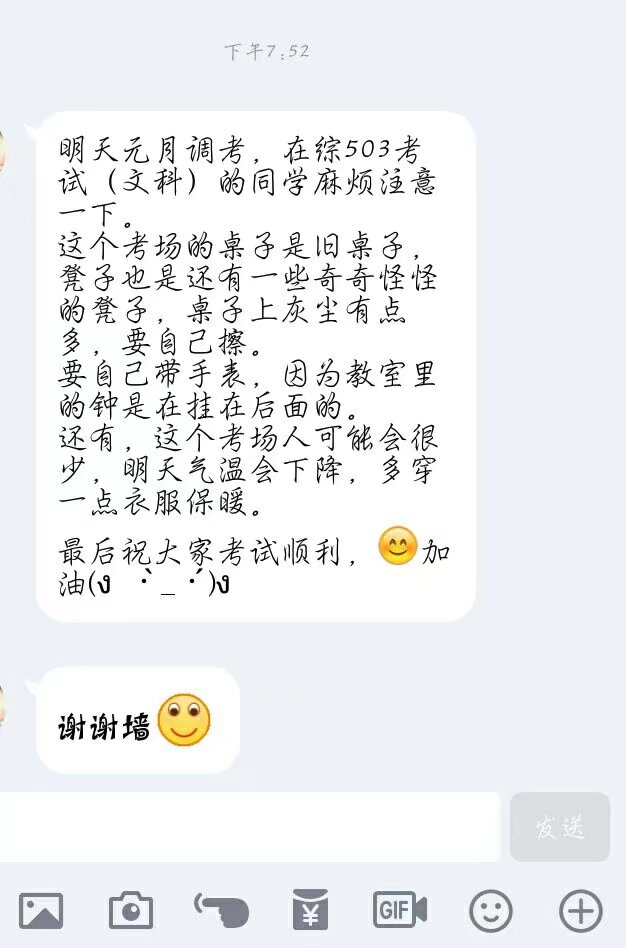 下午7:52
明天元月调考，在综503考
试（文科）的同学麻烦注意
一下。
这个考场的桌子是旧桌子，
凳子也是还有一些奇奇怪怪
的凳子，桌子上灰尘有点
多，要自己擦。
要自己带手表，因为教室里
的钟是在挂在后面的。
还有，这个考场人可能会很
少，明天气温会下降，多穿
一点衣服保暖。
最后祝大家考试顺利，😊加
油(ง •̀_•́)ง
谢谢墙🙂
发送
¥
GIF